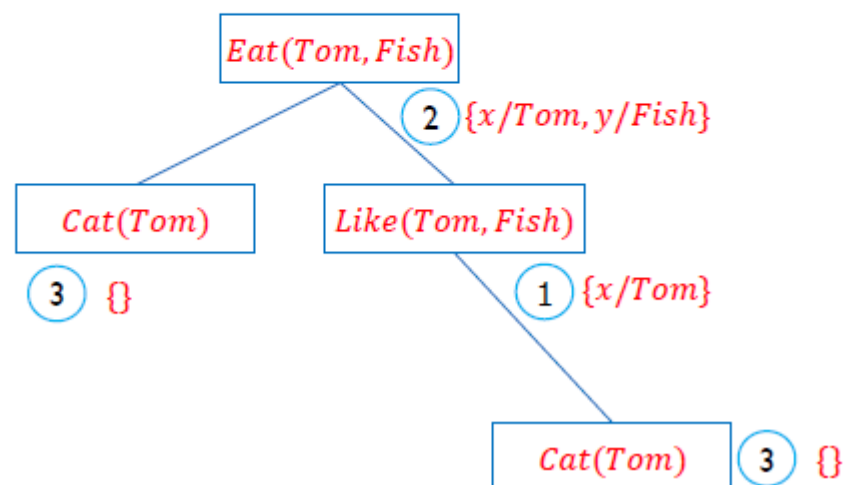 Eat(Tom, Fish)
2 {x/Tom, y/Fish}
Cat(Tom) Like(Tom, Fish)
3 {} 1 {x/Tom}
Cat(Tom) 3 {}